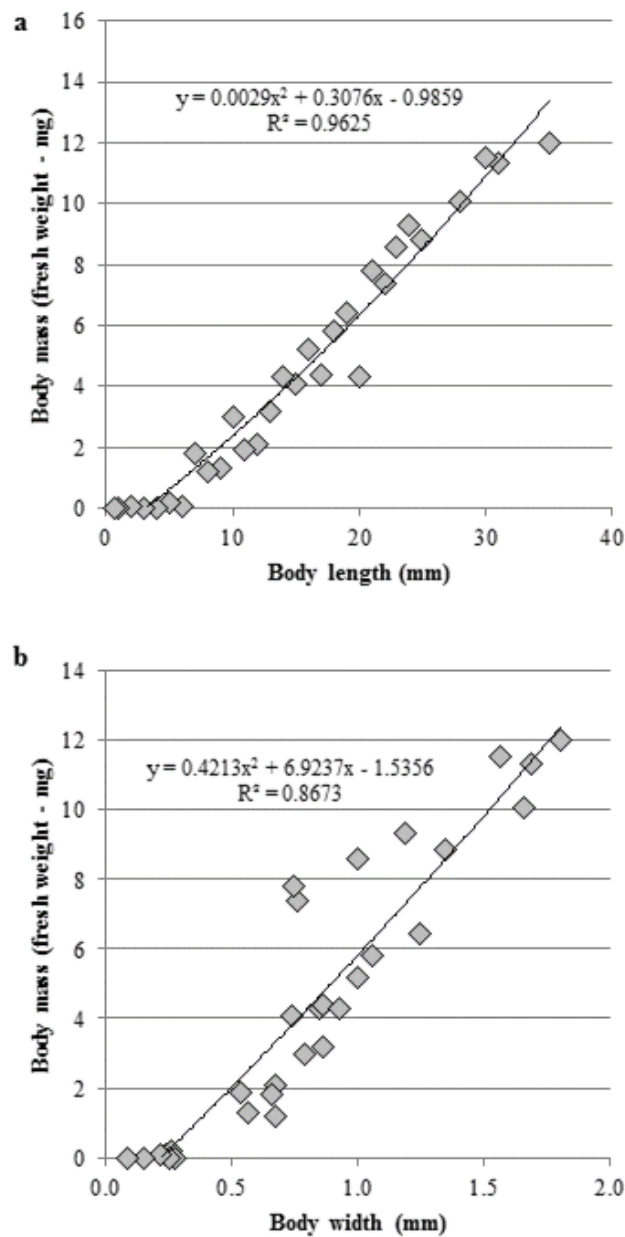 a
16
14
12
10
8
6
4
2
0
y = 0.0029x² + 0.3076x - 0.9859
R² = 0.9625
Body mass (fresh weight - mg)
0 10 20 30 40
Body length (mm)
b
14
12
10
8
6
4
2
0
y = 0.4213x² + 6.9237x - 1.5356
R² = 0.8673
Body mass (fresh weight - mg)
0.0 0.5 1.0 1.5 2.0
Body width (mm)